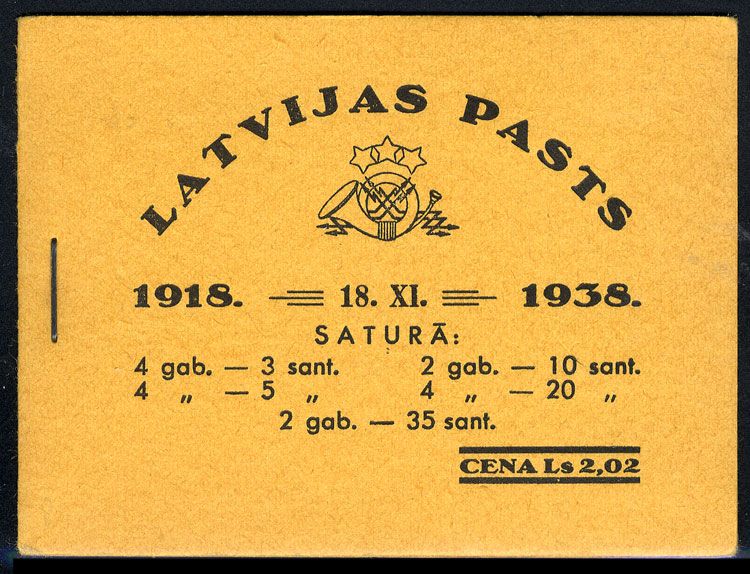 LATVIJAS PASTS
1918. 18. XI. 1938.
SATURĀ:
4 gab. — 3 sant. 2 gab. — 10 sant.
4 „ — 5 „ 4 „ — 20 „
2 gab. — 35 sant.
CENA Ls 2,02